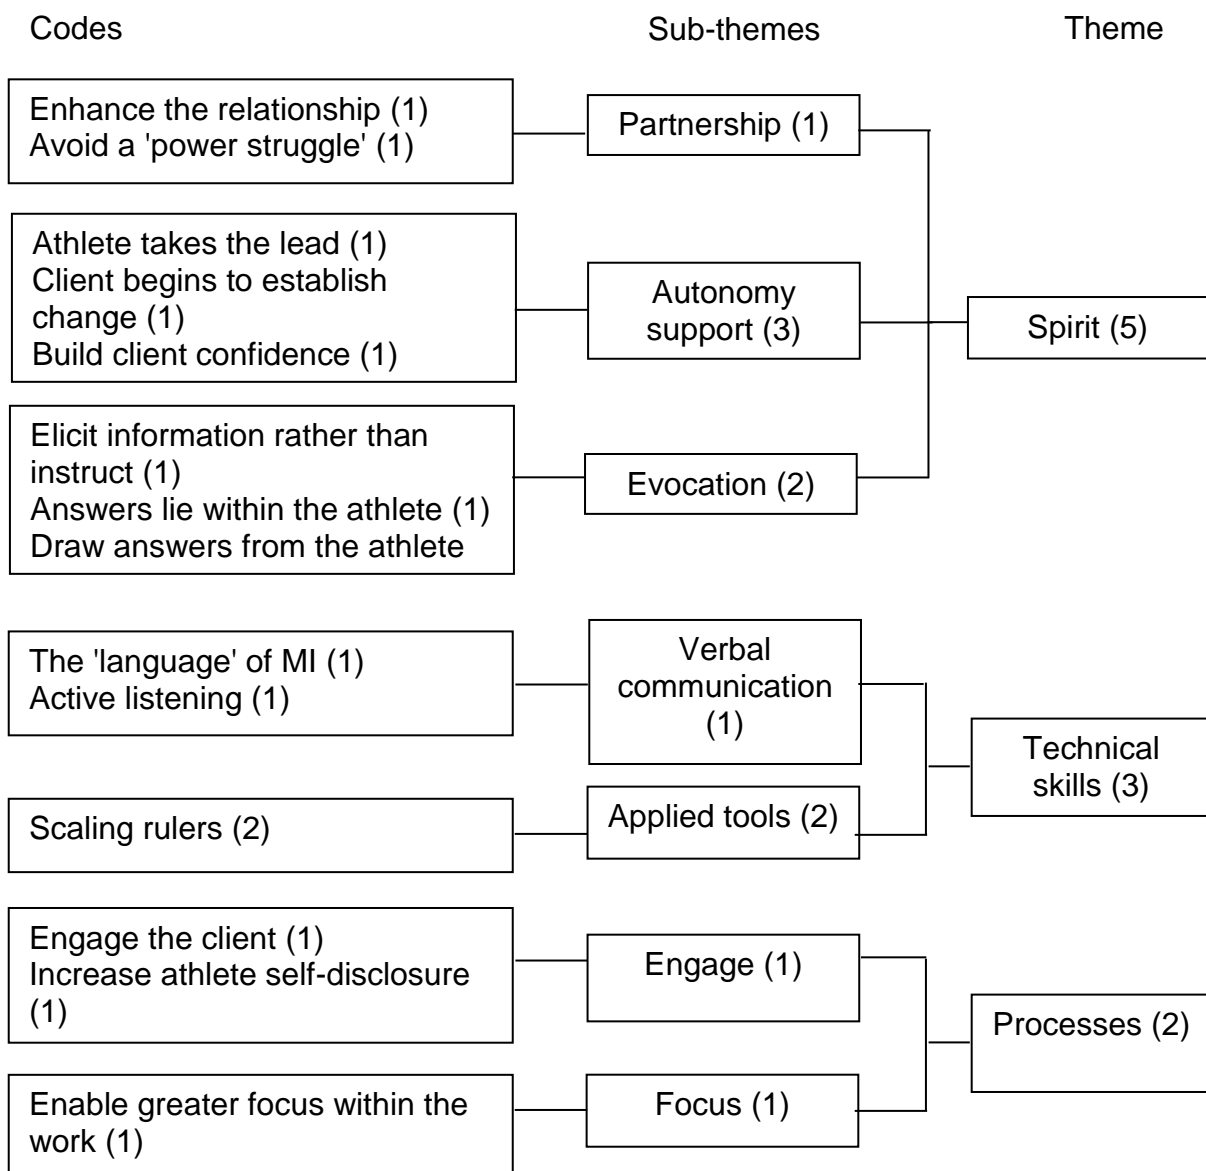 Codes
Sub-themes
Theme
Enhance the relationship (1)
Avoid a 'power struggle' (1)
Partnership (1)
Athlete takes the lead (1)
Client begins to establish
change (1)
Build client confidence (1)
Autonomy
support (3)
Spirit (5)
Elicit information rather than
instruct (1)
Answers lie within the athlete (1)
Draw answers from the athlete
Evocation (2)
The 'language' of MI (1)
Active listening (1)
Verbal
communication
(1)
Technical
skills (3)
Scaling rulers (2)
Applied tools (2)
Engage the client (1)
Increase athlete self-disclosure
(1)
Engage (1)
Processes (2)
Enable greater focus within the
work (1)
Focus (1)